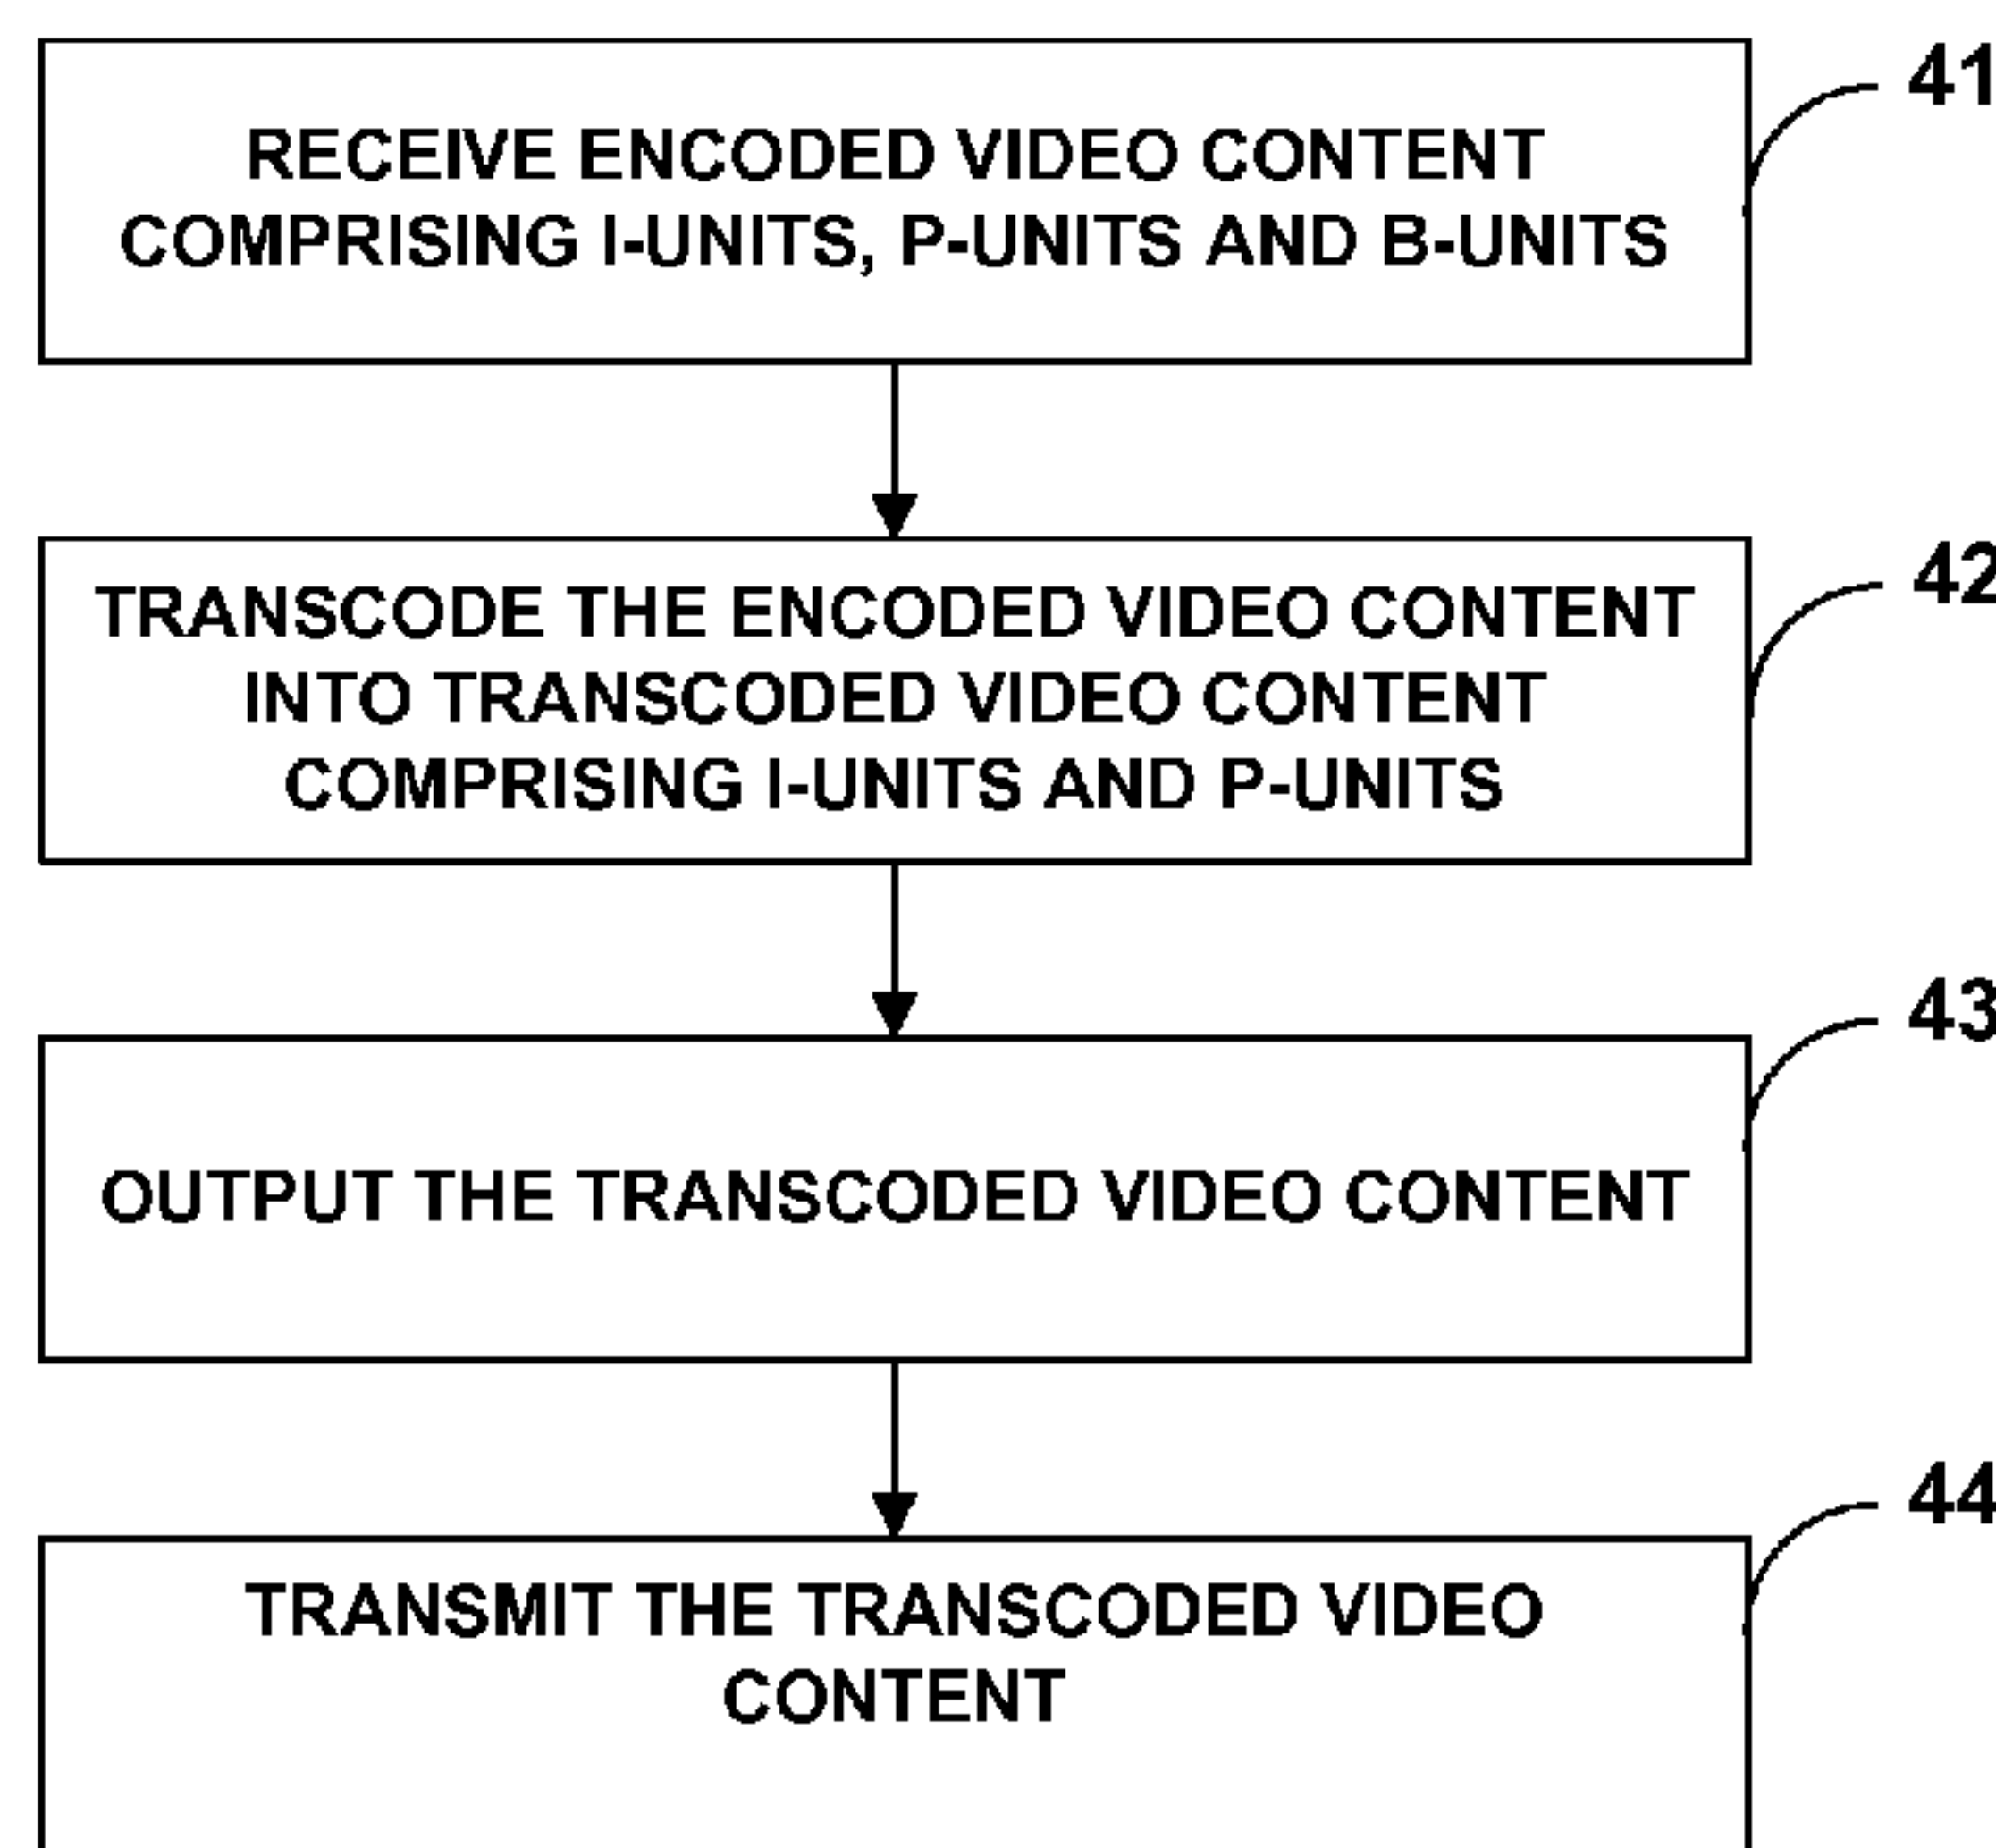 RECEIVE ENCODED VIDEO CONTENT
COMPRISING I-UNITS, P-UNITS AND B-UNITS
41
TRANSCODE THE ENCODED VIDEO CONTENT
INTO TRANSCODED VIDEO CONTENT
COMPRISING I-UNITS AND P-UNITS
42
OUTPUT THE TRANSCODED VIDEO CONTENT
43
TRANSMIT THE TRANSCODED VIDEO
CONTENT
44